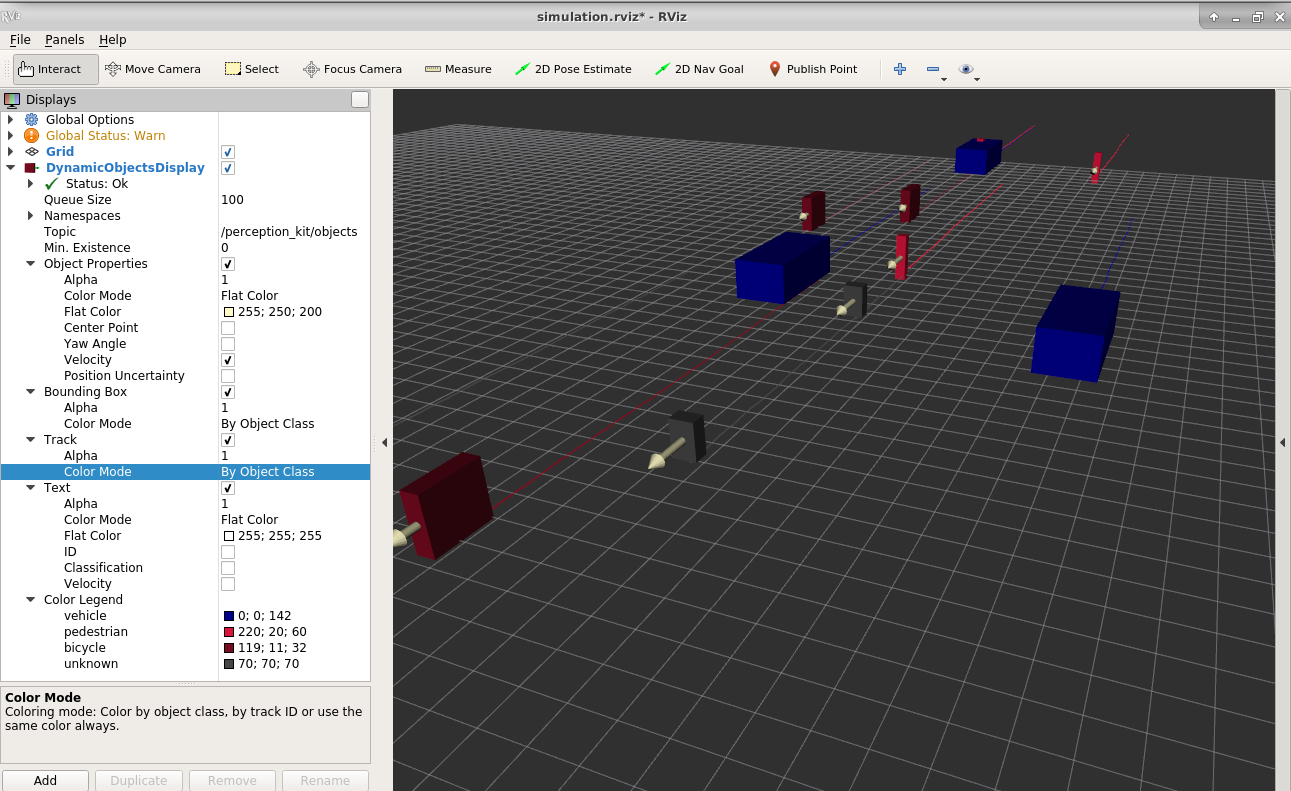 RViz
simulation.rviz* - RViz
File Panels Help
Interact Move Camera Select Focus Camera Measure 2D Pose Estimate 2D Nav Goal Publish Point
Displays
Global Options
Global Status: Warn
Grid
DynamicObjectsDisplay
Status: Ok
Queue Size 100
Namespaces
Topic /perception_kit/objects
Min. Existence 0
Object Properties
Alpha 1
Color Mode Flat Color
Flat Color 255; 250; 200
Center Point
Yaw Angle
Velocity
Position Uncertainty
Bounding Box
Alpha 1
Color Mode By Object Class
Track
Alpha 1
Color Mode By Object Class
Text
Alpha 1
Color Mode Flat Color
Flat Color 255; 255; 255
ID
Classification
Velocity
Color Legend
vehicle 0; 0; 142
pedestrian 220; 20; 60
bicycle 119; 11; 32
unknown 70; 70; 70
Color Mode
Coloring mode: Color by object class, by track ID or use the
same color always.
Add Duplicate Remove Rename